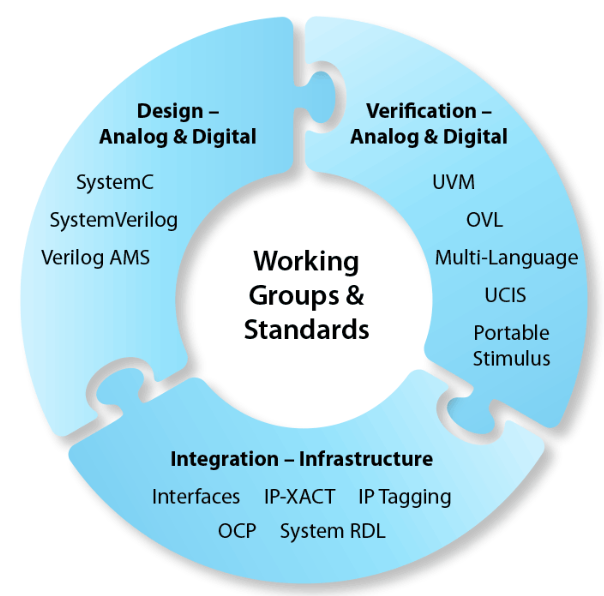 Design –
Analog & Digital
SystemC
SystemVerilog
Verilog AMS
Verification –
Analog & Digital
UVM
OVL
Multi-Language
UCIS
Portable
Stimulus
Working
Groups &
Standards
Integration – Infrastructure
Interfaces IP-XACT IP Tagging
OCP System RDL